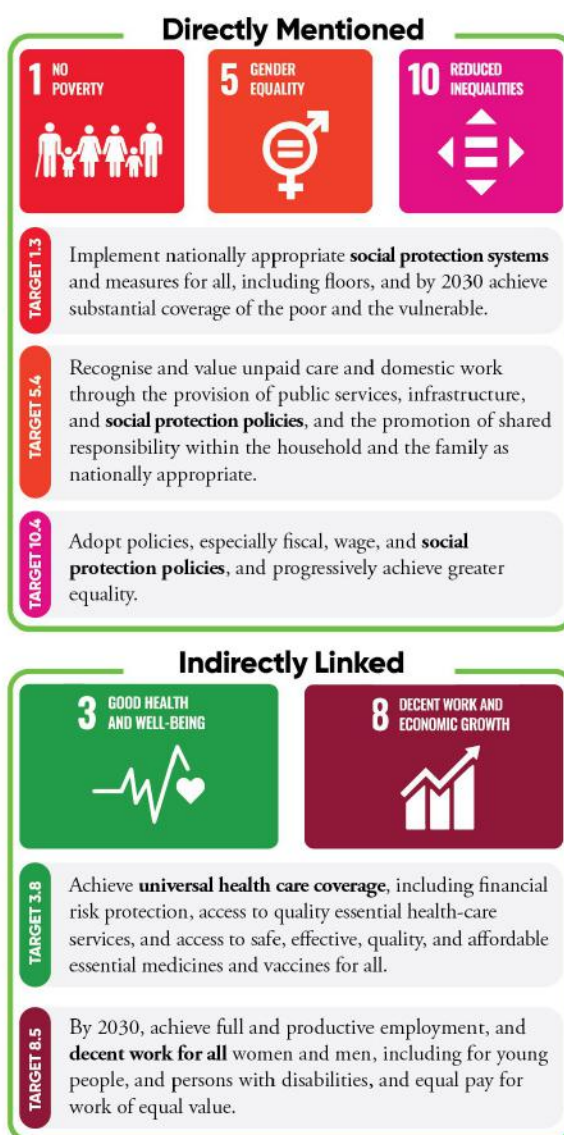 Directly Mentioned
1 NO
POVERTY
5 GENDER
EQUALITY
10 REDUCED
INEQUALITIES
TARGET 1.3
Implement nationally appropriate social protection systems
and measures for all, including floors, and by 2030 achieve
substantial coverage of the poor and the vulnerable.
TARGET 5.4
Recognise and value unpaid care and domestic work
through the provision of public services, infrastructure,
and social protection policies, and the promotion of shared
responsibility within the household and the family as
nationally appropriate.
TARGET 10.4
Adopt policies, especially fiscal, wage, and social
protection policies, and progressively achieve greater
equality.
Indirectly Linked
3 GOOD HEALTH
AND WELL-BEING
8 DECENT WORK AND
ECONOMIC GROWTH
TARGET 3.8
Achieve universal health care coverage, including financial
risk protection, access to quality essential health-care
services, and access to safe, effective, quality, and affordable
essential medicines and vaccines for all.
TARGET 8.5
By 2030, achieve full and productive employment, and
decent work for all women and men, including for young
people, and persons with disabilities, and equal pay for
work of equal value.